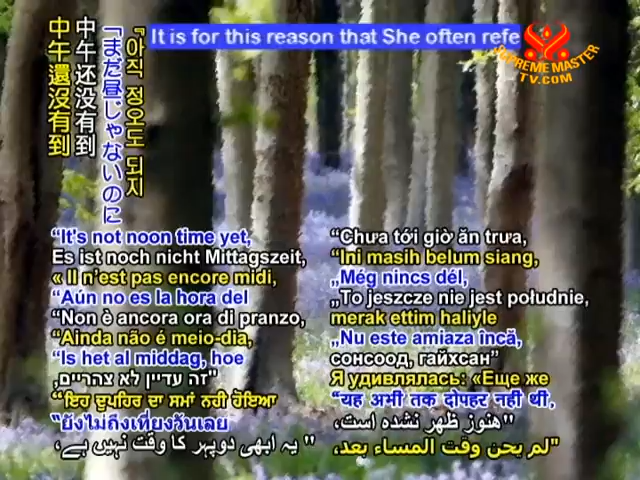 It is for this reason that She often refe
SUPREME MASTER
TV.COM
『아직 정오도 되지
「まだ昼じゃないのに
中午还没有到
中午還沒有到
“It's not noon time yet,
Es ist noch nicht Mittagszeit,
« Il n'est pas encore midi,
“Aún no es la hora del
“Non è ancora ora di pranzo,
“Ainda não é meio-dia,
“Is het al middag, hoe
"זה עדיין לא צהריים,
“ਇਹ ਦੁਪਹਿਰ ਦਾ ਸਮਾਂ ਨਹੀ ਹੋਇਆ
“ยังไม่ถึงเที่ยงวันเลย
" یہ ابھی دوپہر کا وقت نہیں ہے،
“Chưa tới giờ ăn trưa,
“Ini masih belum siang,
„Még nincs dél,
„To jeszcze nie jest południe,
merak ettim haliyle
„Nu este amiaza încă,
сонсоод, гайхсан”
Я удивлялась: «Еще же
“यह अभी तक दोपहर नही थी,
"هنوز ظهر نشده است،
"لم يحن وقت المساء بعد،